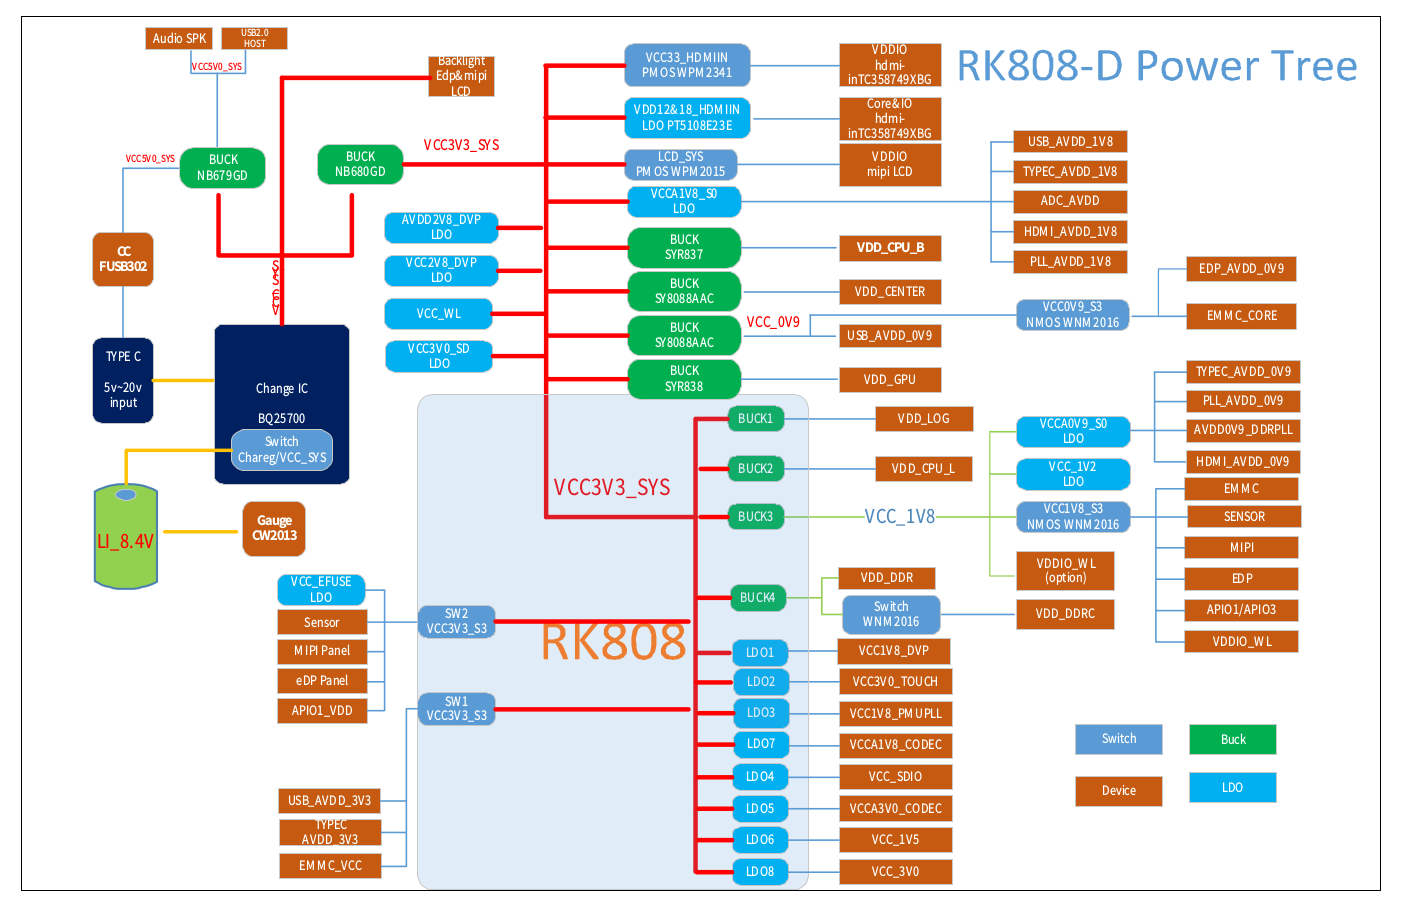 RK808-D Power Tree
Audio SPK
USB2.0
HOST
VCC5V0_SYS
Backlight
Edp&mipi
LCD
VCC5V0_SYS
BUCK
NB679GD
BUCK
NB680GD
VCC3V3_SYS
CC
FUSB302
TYPE C
5v~20v
input
Change IC
BQ25700
Switch
Chareg/VCC_SYS
LI_8.4V
Gauge
CW2013
AVDD2V8_DVP
LDO
VCC2V8_DVP
LDO
VCC_WL
VCC3V0_SD
LDO
VCC33_HDMIIN
PMOSWPM2341
VDDIO
hdmi-
inTC358749XBG
VDD12&18_HDMIIN
LDO PT5108E23E
Core&IO
hdmi-
inTC358749XBG
LCD_SYS
PMOSWPM2015
VDDIO
mipi LCD
VCCA1V8_S0
LDO
USB_AVDD_1V8
TYPEC_AVDD_1V8
ADC_AVDD
HDMI_AVDD_1V8
PLL_AVDD_1V8
BUCK
SYR837
VDD_CPU_B
BUCK
SY8088AAC
VDD_CENTER
BUCK
SY8088AAC
VCC_0V9
USB_AVDD_0V9
VCC0V9_S3
NMOS WNM2016
EDP_AVDD_0V9
EMMC_CORE
BUCK
SYR838
VDD_GPU
VCC3V3_SYS
RK808
BUCK1
VDD_LOG
BUCK2
VDD_CPU_L
BUCK3
VCC_1V8
VCCA0V9_S0
LDO
TYPEC_AVDD_0V9
PLL_AVDD_0V9
AVDD0V9_DDRPLL
HDMI_AVDD_0V9
VCC_1V2
LDO
VCC1V8_S3
NMOS WNM2016
EMMC
SENSOR
MIPI
EDP
APIO1/APIO3
VDDIO_WL
VDDIO_WL
(option)
BUCK4
VDD_DDR
Switch
WNM2016
VDD_DDRC
LDO1
VCC1V8_DVP
LDO2
VCC3V0_TOUCH
LDO3
VCC1V8_PMUPLL
LDO7
VCCA1V8_CODEC
LDO4
VCC_SDIO
LDO5
VCCA3V0_CODEC
LDO6
VCC_1V5
LDO8
VCC_3V0
SW2
VCC3V3_S3
VCC_EFUSE
LDO
Sensor
MIPI Panel
eDP Panel
APIO1_VDD
SW1
VCC3V3_S3
USB_AVDD_3V3
TYPEC
AVDD_3V3
EMMC_VCC
Switch
Buck
Device
LDO